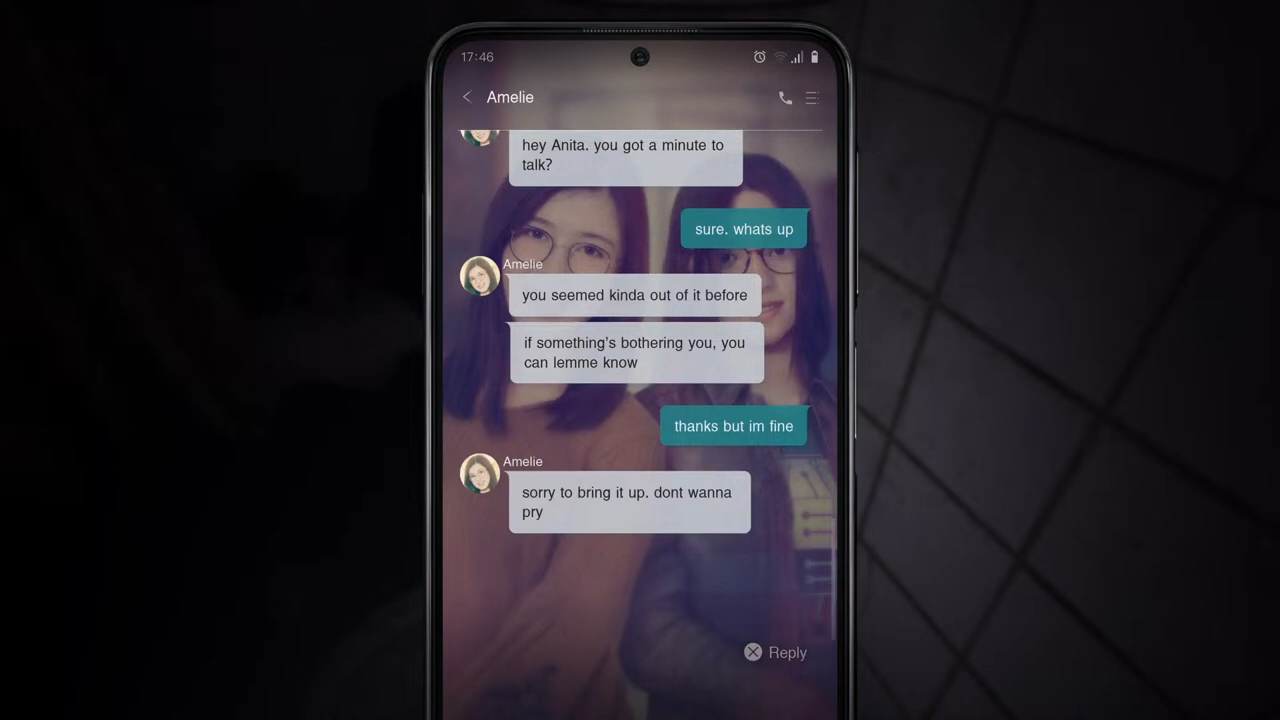 17:46
Amelie
hey Anita. you got a minute to
talk?
sure. whats up
Amelie
you seemed kinda out of it before
if something's bothering you, you
can lemme know
thanks but im fine
Amelie
sorry to bring it up. dont wanna
pry
Reply